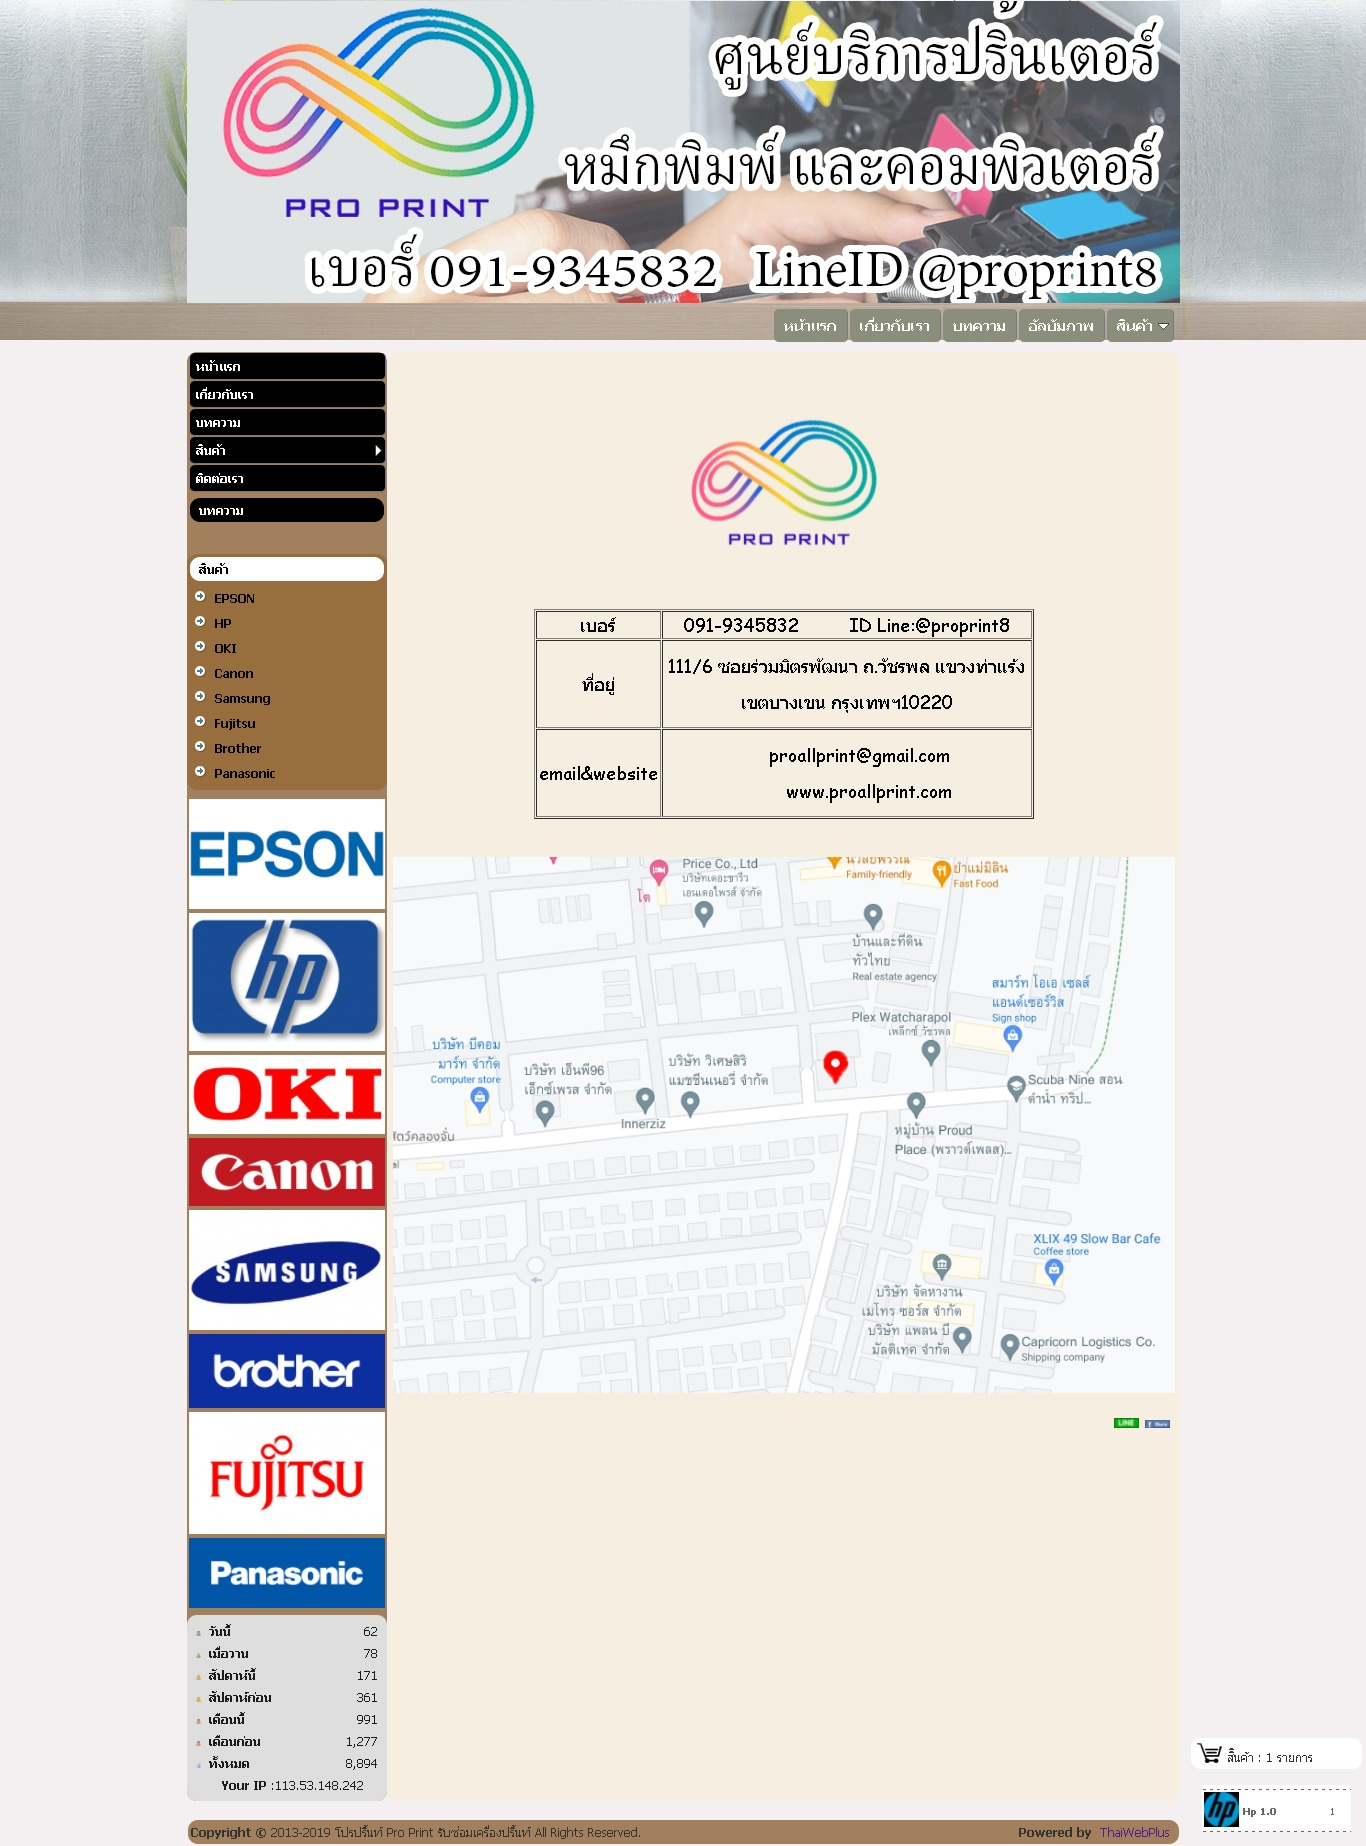 PRO PRINT
ศูนย์บริการปริ้นเตอร์
หมึกพิมพ์ และคอมพิวเตอร์
เบอร์ 091-9345832 LineID @proprint8
หน้าแรก
เกี่ยวกับเรา
บทความ
อัลบัมภาพ
สินค้า
หน้าแรก
เกี่ยวกับเรา
บทความ
สินค้า
ติดต่อเรา
บทความ
สินค้า
EPSON
HP
OKI
Canon
Samsung
Fujitsu
Brother
Panasonic
EPSON
hp
OKI
Canon
SAMSUNG
brother
FUJITSU
Panasonic
วันนี้ 62
เมื่อวาน 78
สัปดาห์นี้ 171
สัปดาห์ก่อน 361
เดือนนี้ 991
เดือนก่อน 1,277
ทั้งหมด 8,894
Your IP :113.53.148.242
PRO PRINT
เบอร์ 091-9345832 ID Line:@proprint8
ที่อยู่
111/6 ซอยร่วมมิตรพัฒนา ถ.วัชรพล แขวงท่าแร้ง
เขตบางเขน กรุงเทพฯ10220
email&website
proallprint@gmail.com
www.proallprint.com
Price Co., Ltd
บริษัทเดอะชารีวา
เอนเตอไพรส์ จำกัด
โต
Family-friendly
ยำแม่มิลิน
Fast Food
บ้านและที่ดิน
ทั่วไทย
Real estate agency
สมาร์ท โอเอ เซลส์
แอนด์เซอร์วิส
Sign shop
Plex Watcharapol
เพล็กซ์ วัชรพล
บริษัท บีคอม
มาร์ท จำกัด
Computer store
บริษัท เอ็นพี96
เอ็กซ์เพรส จำกัด
บริษัท วิเศษสิริ
แมชชีนเนอรี่ จำกัด
Innerziz
Scuba Nine สอน
ดำน้ำ ทริป...
หมู่บ้าน Proud
Place (พราวด์เพลส)...
ัตว์คลองจั่น
al
XLIX 49 Slow Bar Cafe
Coffee store
บริษัท จัดหางาน
เมโทร ซอร์ส จำกัด
บริษัท แพลน บี
มัลติเทค จำกัด
Capricorn Logistics Co.
Shipping company
LINE
Share
สินค้า : 1 รายการ
hp Hp 1.0 1
Copyright © 2013-2019 โปรปริ้นท์ Pro Print รับซ่อมเครื่องปริ้นท์ All Rights Reserved.
Powered by ThaiWebPlus